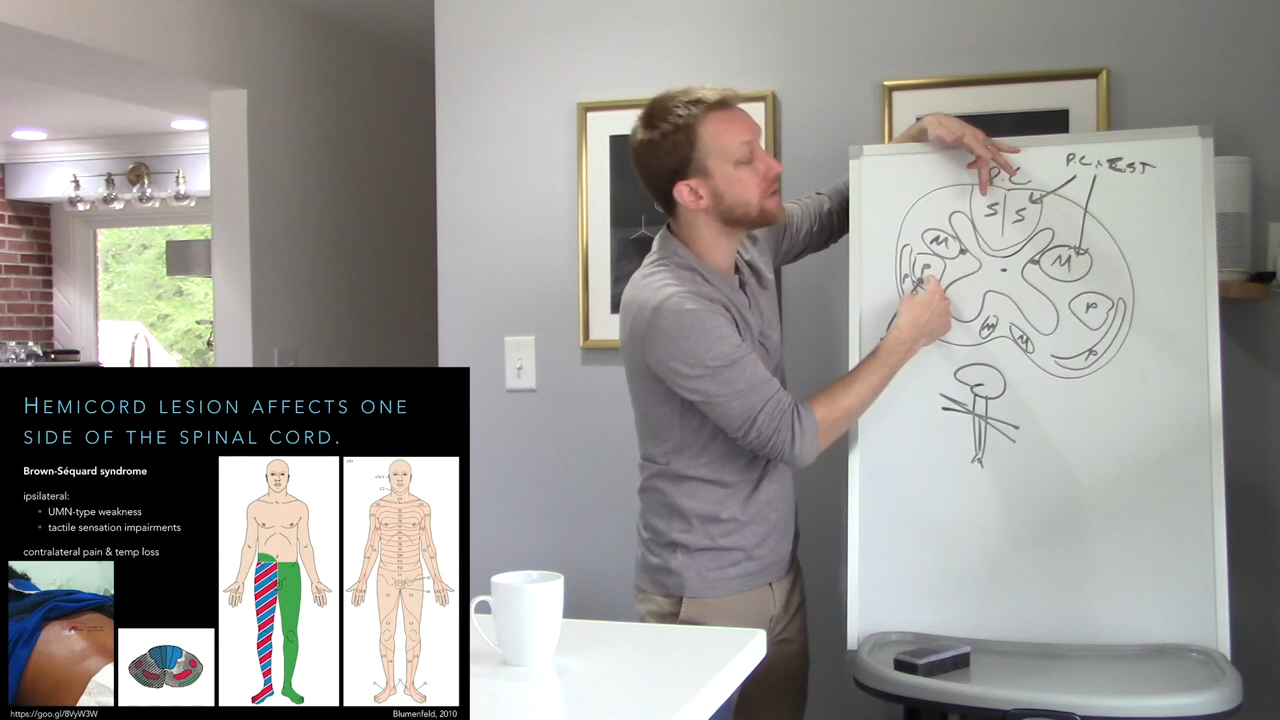 HEMICORD LESION AFFECTS ONE
SIDE OF THE SPINAL CORD.
Brown-Séquard syndrome
ipsilateral:
• UMN-type weakness
• tactile sensation impairments
contralateral pain & temp loss
https://goo.gl/8VyW3W
Blumenfeld, 2010
P.C
S S
M
M
P
P
P
P
M
M